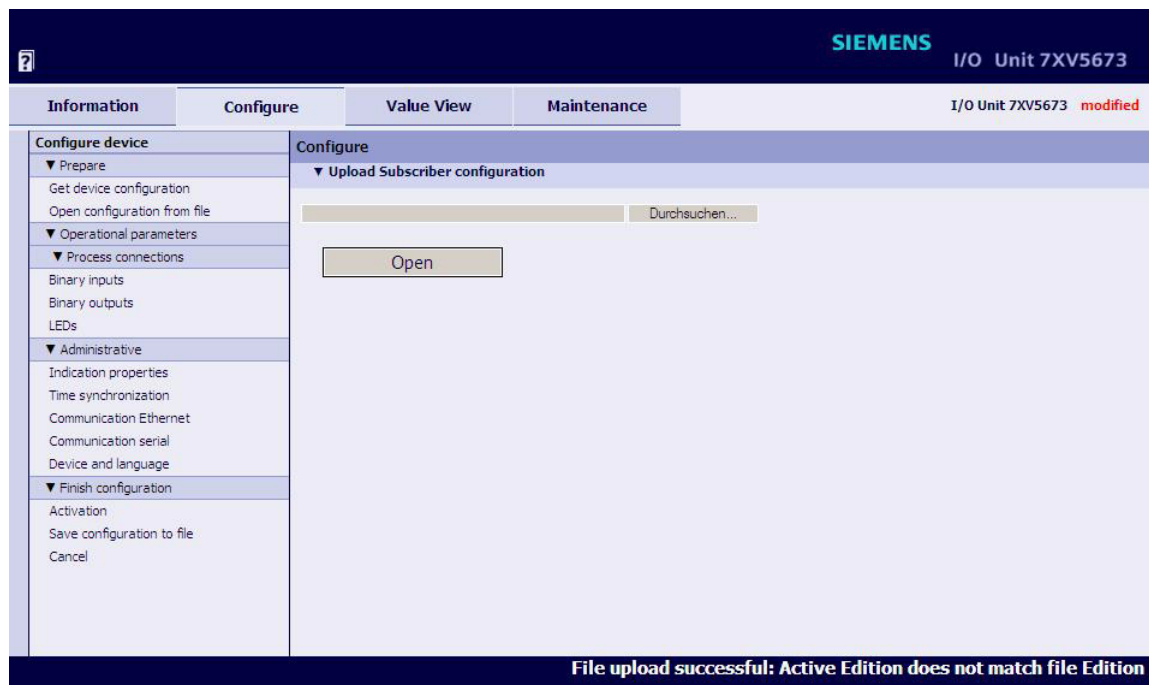 SIEMENS
?
I/O Unit 7XV5673
Information
Configure
Value View
Maintenance
I/O Unit 7XV5673 modified
Configure device
▼ Prepare
Get device configuration
Open configuration from file
▼ Operational parameters
▼ Process connections
Binary inputs
Binary outputs
LEDs
▼ Administrative
Indication properties
Time synchronization
Communication Ethernet
Communication serial
Device and language
▼ Finish configuration
Activation
Save configuration to file
Cancel
Configure
▼ Upload Subscriber configuration
Durchsuchen...
Open
File upload successful: Active Edition does not match file Edition